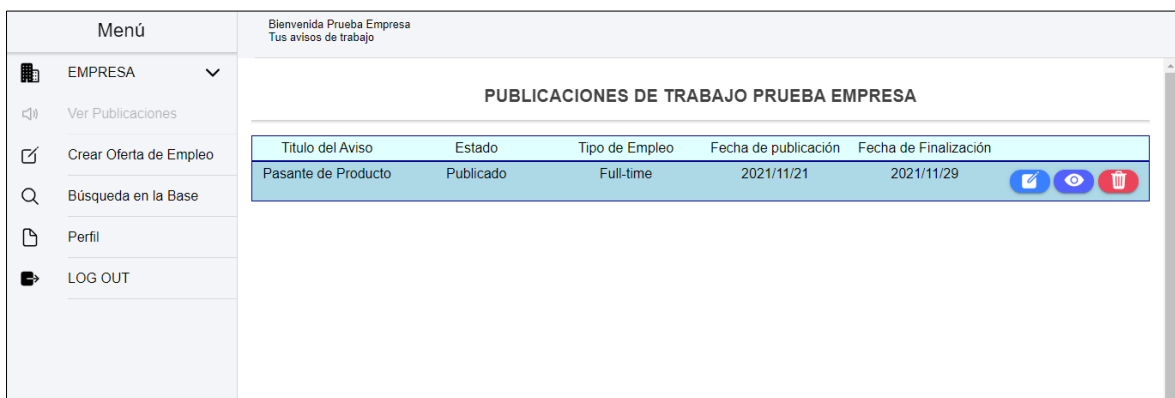 Menú
EMPRESA
Ver Publicaciones
Crear Oferta de Empleo
Búsqueda en la Base
Perfil
LOG OUT
Bienvenida Prueba Empresa
Tus avisos de trabajo
PUBLICACIONES DE TRABAJO PRUEBA EMPRESA
Titulo del Aviso Estado Tipo de Empleo Fecha de publicación Fecha de Finalización
Pasante de Producto Publicado Full-time 2021/11/21 2021/11/29